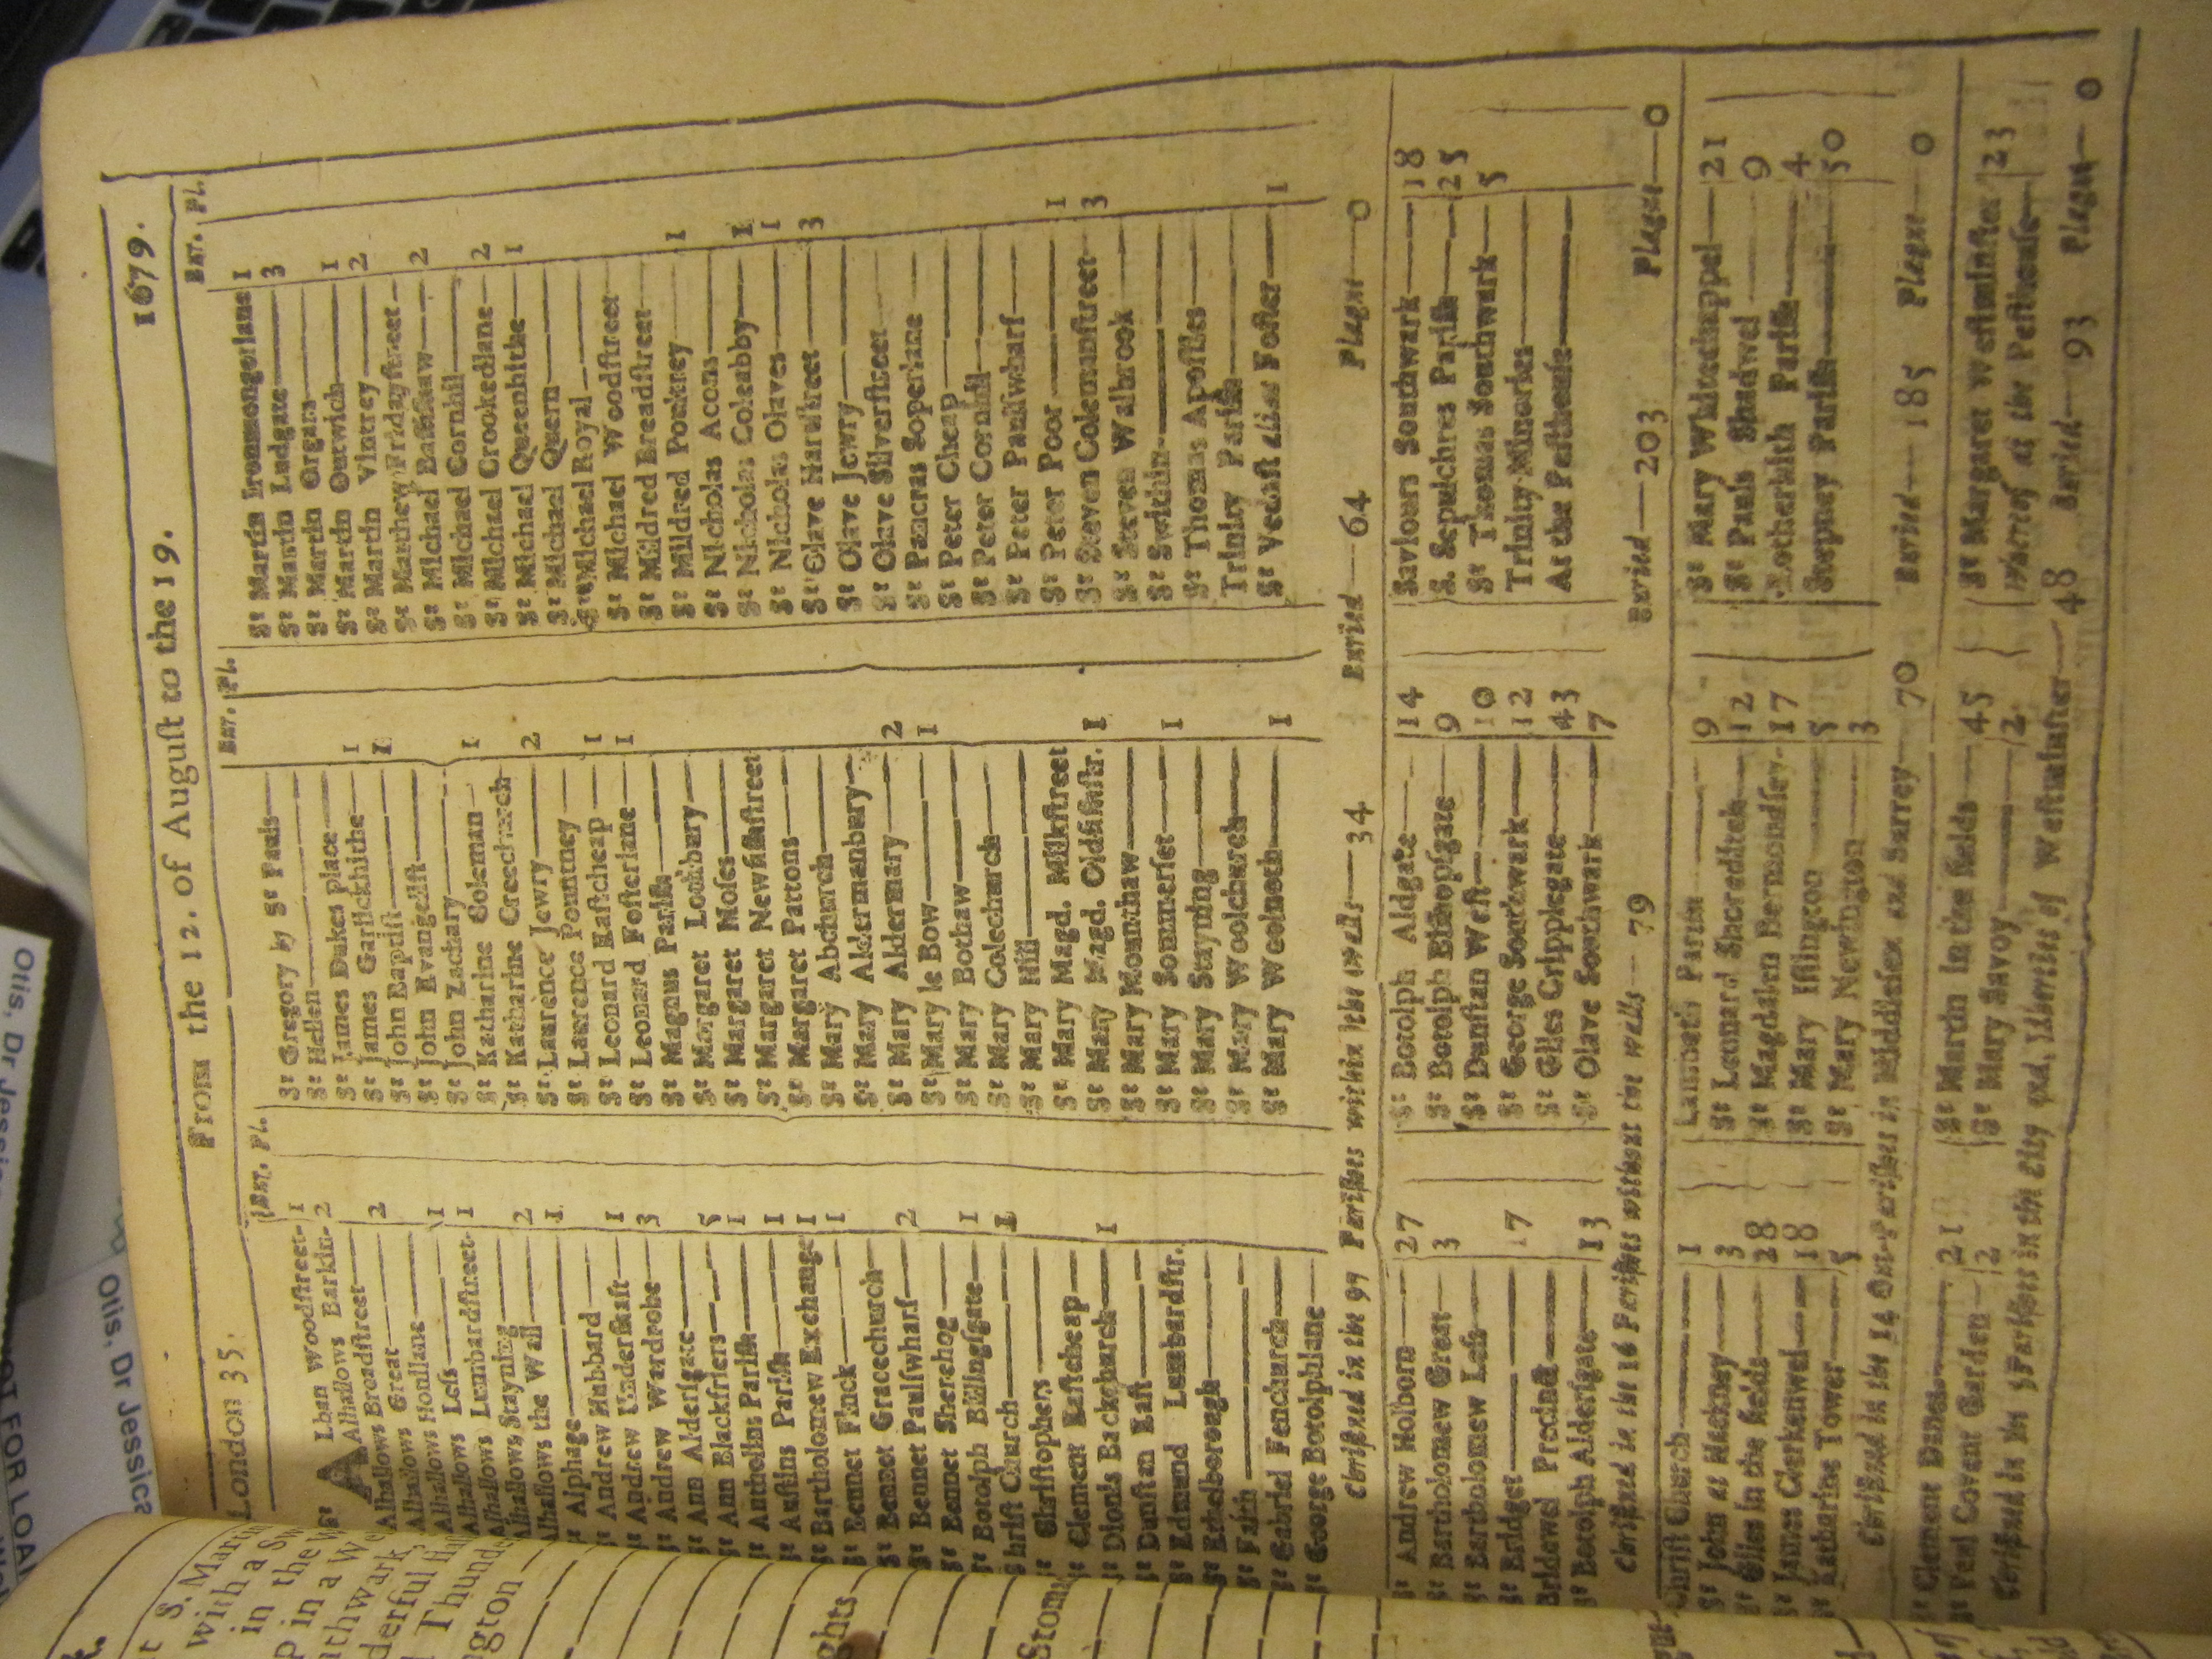 London 35.
From the 12. of August to the 19.
1679.
Bur. Pl.
St ALban Woodstreet 1
Alhallows Barkin 2
Alhallows Breadstreet
Alhallows Great 2
Alhallows Honilane
Alhallows Less 1
Alhallows Lumbardstreet 1
Alhallows Stayning
Alhallows the Wall 2
St Alphage 1
St Andrew Hubbard
St Andrew Undershaft 1
St Andrew Wardrobe 3
St Ann Aldersgate
St Ann Blackfriers 5
St Antholins Parish 1
St Austins Parish 1
St Bartholomew Exchange 1
St Bennet Finck 1
St Bennet Gracechurch
St Bennet Paulswharf 2
St Bennet Sherehog
St Botolph Billingsgate 1
Christ Church 1
St Christophers
St Clement Eastcheap
St Dionis Backchurch 1
St Dunstan East
St Edmund Lumbardstr.
St Ethelborough
St Faith
St Gabriel Fenchurch
St George Botolphlane
Bur. Pl.
St Gregory by St Pauls
St Hellen
St James Dukes place
St James Garlickhithe 1
St John Baptist 1
St John Evangelist
St John Zachary
St Katharine Coleman 1
St Katharine Creechurch
St Laurence Jewry 2
St Laurence Pountney
St Leonard Eastcheap 1
St Leonard Fosterlane 1
St Magnus Parish
St Margaret Lothbury
St Margaret Moses
St Margaret Newfishstreet
St Margaret Pattons
St Mary Abchurch
St Mary Aldermanbury
St Mary Aldermary 2
St Mary le Bow 1
St Mary Bothaw
St Mary Colechurch
St Mary Hill
St Mary Magd. Milkstreet
St Mary Magd. Oldfishstr. 1
St Mary Mounthaw
St Mary Sommerset 1
St Mary Stayning
St Mary Woolchurch
St Mary Woolnoth 1
Bur. Pl.
St Martin Iremongerlane 1
St Martin Ludgate 3
St Martin Orgars
St Martin Outwich 1
St Martin Vintrey 2
St Matthew Fridaystreet
St Michael Bassishaw 2
St Michael Cornhil
St Michael Crookedlane 2
St Michael Queenhithe 1
St Michael Quern
St Michael Royal
St Michael Woodstreet
St Mildred Breadstreet
St Mildred Poultrey 1
St Nicholas Acons
St Nicholas Coleabby 1
St Nicholas Olaves 1
St Olave Hartstreet 3
St Olave Jewry
St Olave Silverstreet
St Pancras Soperlane
St Peter Cheap
St Peter Cornhil
St Peter Paulswharf
St Peter Poor 1
St Steven Colemanstreet 3
St Steven Walbrook
St Swithin
St Thomas Apostles
Trinity Parish
St Vedast alias Foster 1
Christned in the 97 Parishes within the walls—34 Buried—64 Plague—0
St Andrew Holborn 27
St Bartholomew Great 3
St Bartholomew Less
St Bridget 17
Bridewel Precinct
St Botolph Aldersgate 13
St Botolph Aldgate 14
St Botolph Bishopsgate 9
St Dunstan West 10
St George Southwark 12
St Giles Cripplegate 43
St Olave Southwark 7
Saviours Southwark 18
S. Sepulchres Parish 25
St Thomas Southwark 5
Trinity Minories
At the Pesthouse
Christned in the 16 Parishes without the walls—79 Buried—203 Plague—0
Christ Church 1
St John at Hackney 3
St Giles in the fields 28
St James Clerkenwel 18
St Katharine Tower 5
Lambeth Parish 9
St Leonard Shoreditch 12
St Magdalen Bermondsey 17
St Mary Islington 5
St Mary Newington 3
St Mary Whitechappel 21
St Pauls Shadwel 9
Rotherhith Parish 4
Stepney Parish 50
Christned in the 14 Out-Parishes in Middlesex and Surrey—70 Buried—185 Plague—0
St Clement Danes 21
St Paul Covent Garden 2
St Martin in the fields 45
St Mary Savoy 2
St Margaret Westminster 23
Whereof at the Pesthouse
Christned in the 5 Parishes in the City and Liberties of Westminster—48 Buried—93 Plague—0
t S. Mart
with a S
in the
p in a We
ithwark,
derful
Thund
ngton
ghts
Stom
Otis, Dr Jessica
NOT FOR LOAN